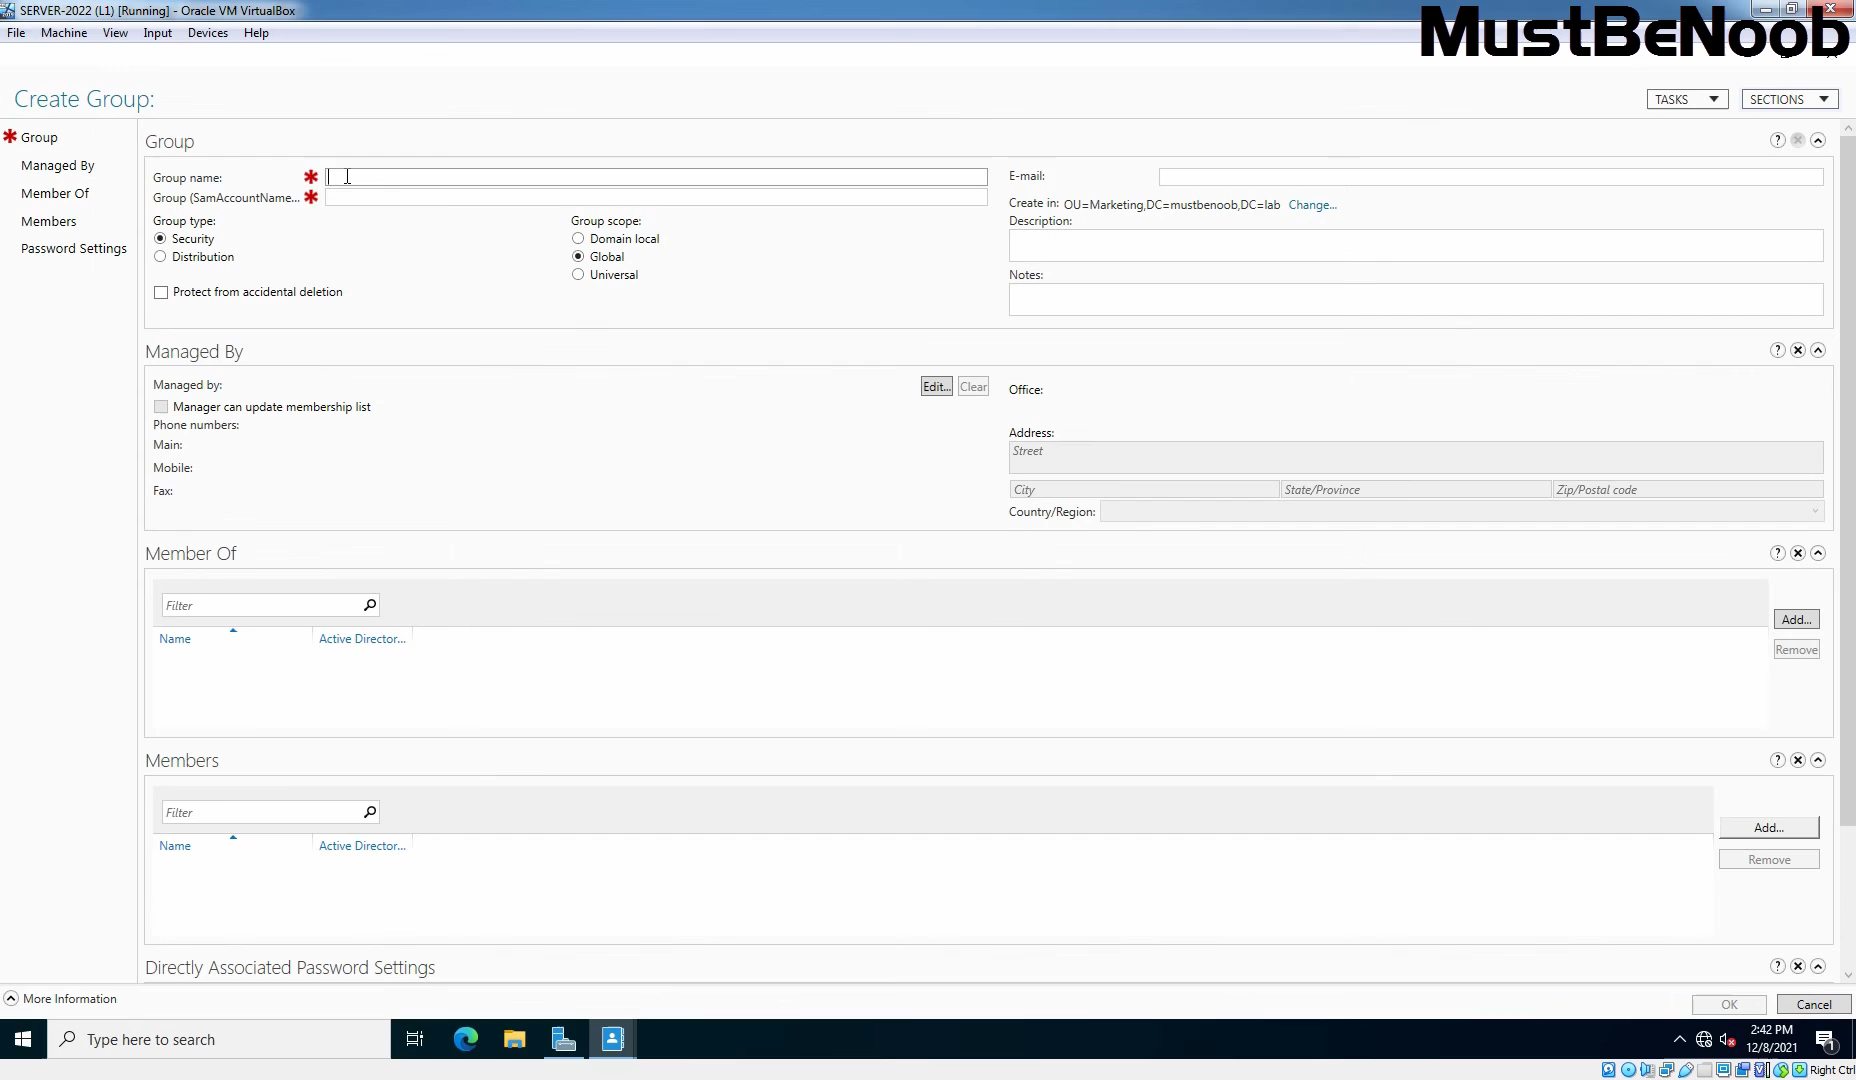 SERVER-2022 (L1) [Running] - Oracle VM VirtualBox
File Machine View Input Devices Help
MustBeNoob
Create Group:
TASKS SECTIONS
Group
Managed By
Member Of
Members
Password Settings
Group
Group name:
Group (SamAccountName...
Group type:
Security
Distribution
Protect from accidental deletion
Group scope:
Domain local
Global
Universal
E-mail:
Create in: OU=Marketing,DC=mustbenoob,DC=lab Change...
Description:
Notes:
Managed By
Managed by: Edit... Clear
Manager can update membership list
Phone numbers:
Main:
Mobile:
Fax:
Office:
Address:
Street
City State/Province Zip/Postal code
Country/Region:
Member Of
Filter
Name Active Director...
Add...
Remove
Members
Filter
Name Active Director...
Add...
Remove
Directly Associated Password Settings
More Information
OK Cancel
Type here to search
2:42 PM
12/8/2021
1
Right Ctrl